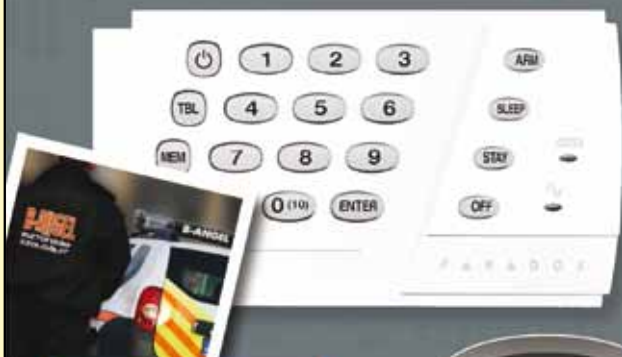 1 2 3 ARM
TBL 4 5 6 SLEEP
MEM 7 8 9 STAY
0 (10) ENTER OFF
PARADOX
B-ANGEL
B-ANGEL